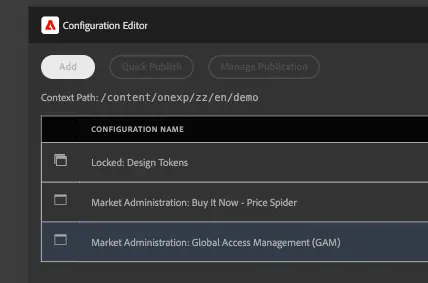 Configuration Editor
Add
Quick Publish
Manage Publication
Context Path: /content/onexp/zz/en/demo
CONFIGURATION NAME
Locked: Design Tokens
Market Administration: Buy It Now - Price Spider
Market Administration: Global Access Management (GAM)